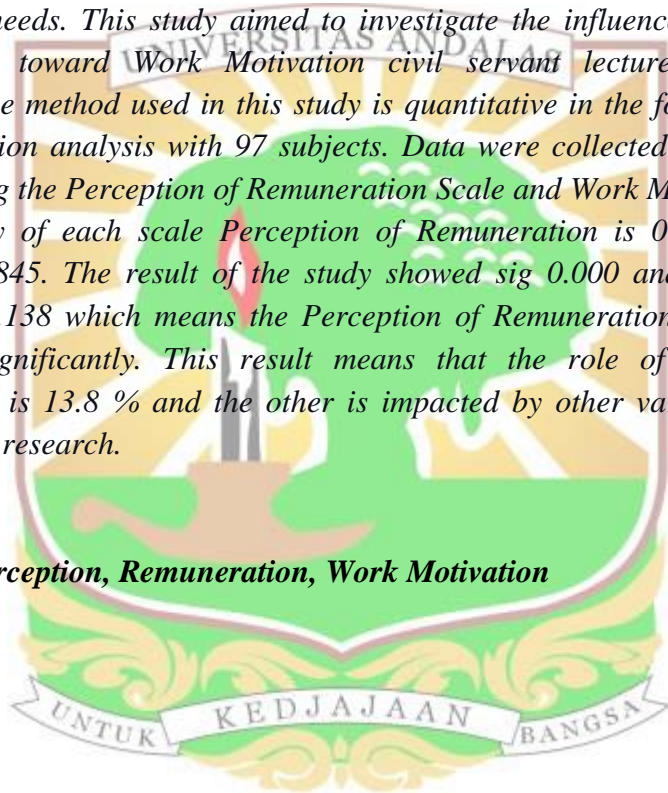 needs. This study aimed to investigate the influence
UNIVERSITAS ANDALAS
toward Work Motivation civil servant lecture
e method used in this study is quantitative in the fo
ion analysis with 97 subjects. Data were collected
g the Perception of Remuneration Scale and Work M
y of each scale Perception of Remuneration is 0
845. The result of the study showed sig 0.000 and
.138 which means the Perception of Remuneration
ignificantly. This result means that the role of
is 13.8 % and the other is impacted by other va
research.
rception, Remuneration, Work Motivation
UNTUK KEDJAJAAN BANGSA